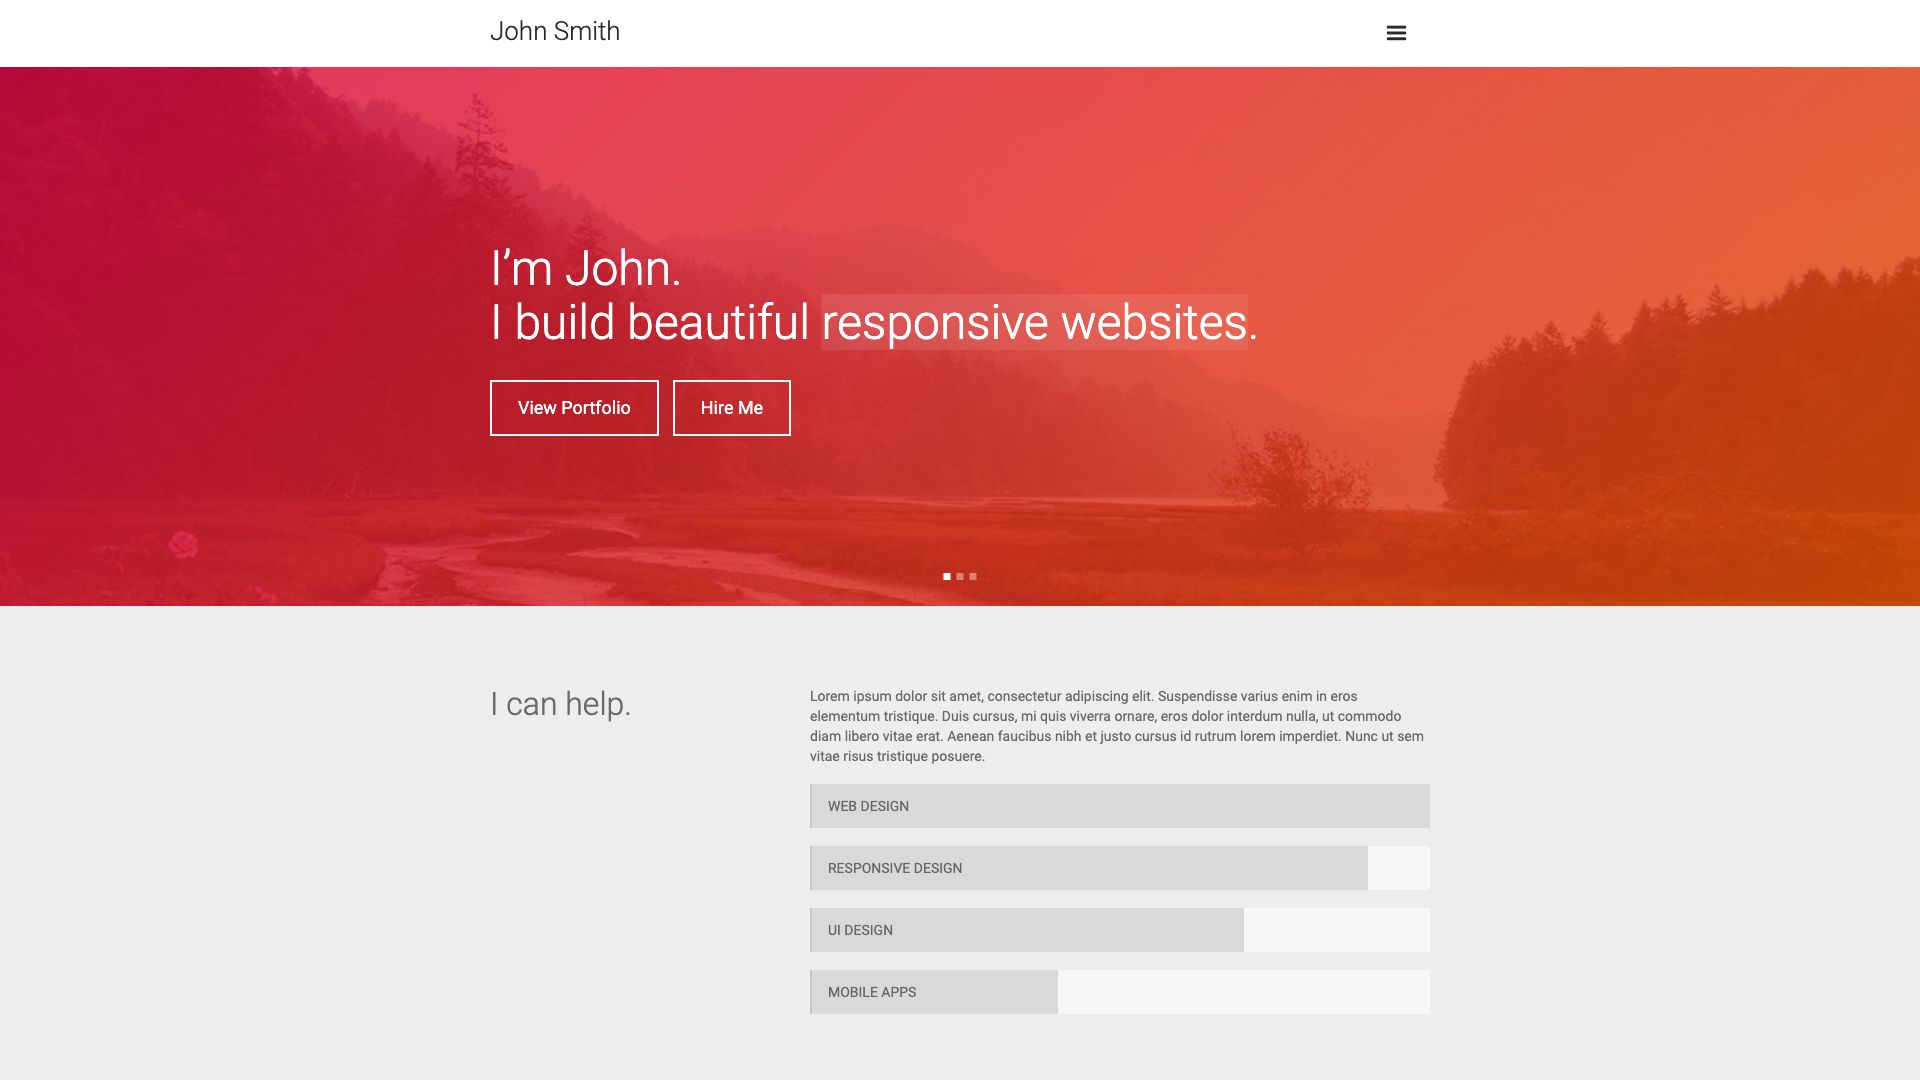 John Smith
I’m John.
I build beautiful responsive websites.
View Portfolio
Hire Me
I can help.
Lorem ipsum dolor sit amet, consectetur adipiscing elit. Suspendisse varius enim in eros
elementum tristique. Duis cursus, mi quis viverra ornare, eros dolor interdum nulla, ut commodo
diam libero vitae erat. Aenean faucibus nibh et justo cursus id rutrum lorem imperdiet. Nunc ut sem
vitae risus tristique posuere.
WEB DESIGN
RESPONSIVE DESIGN
UI DESIGN
MOBILE APPS